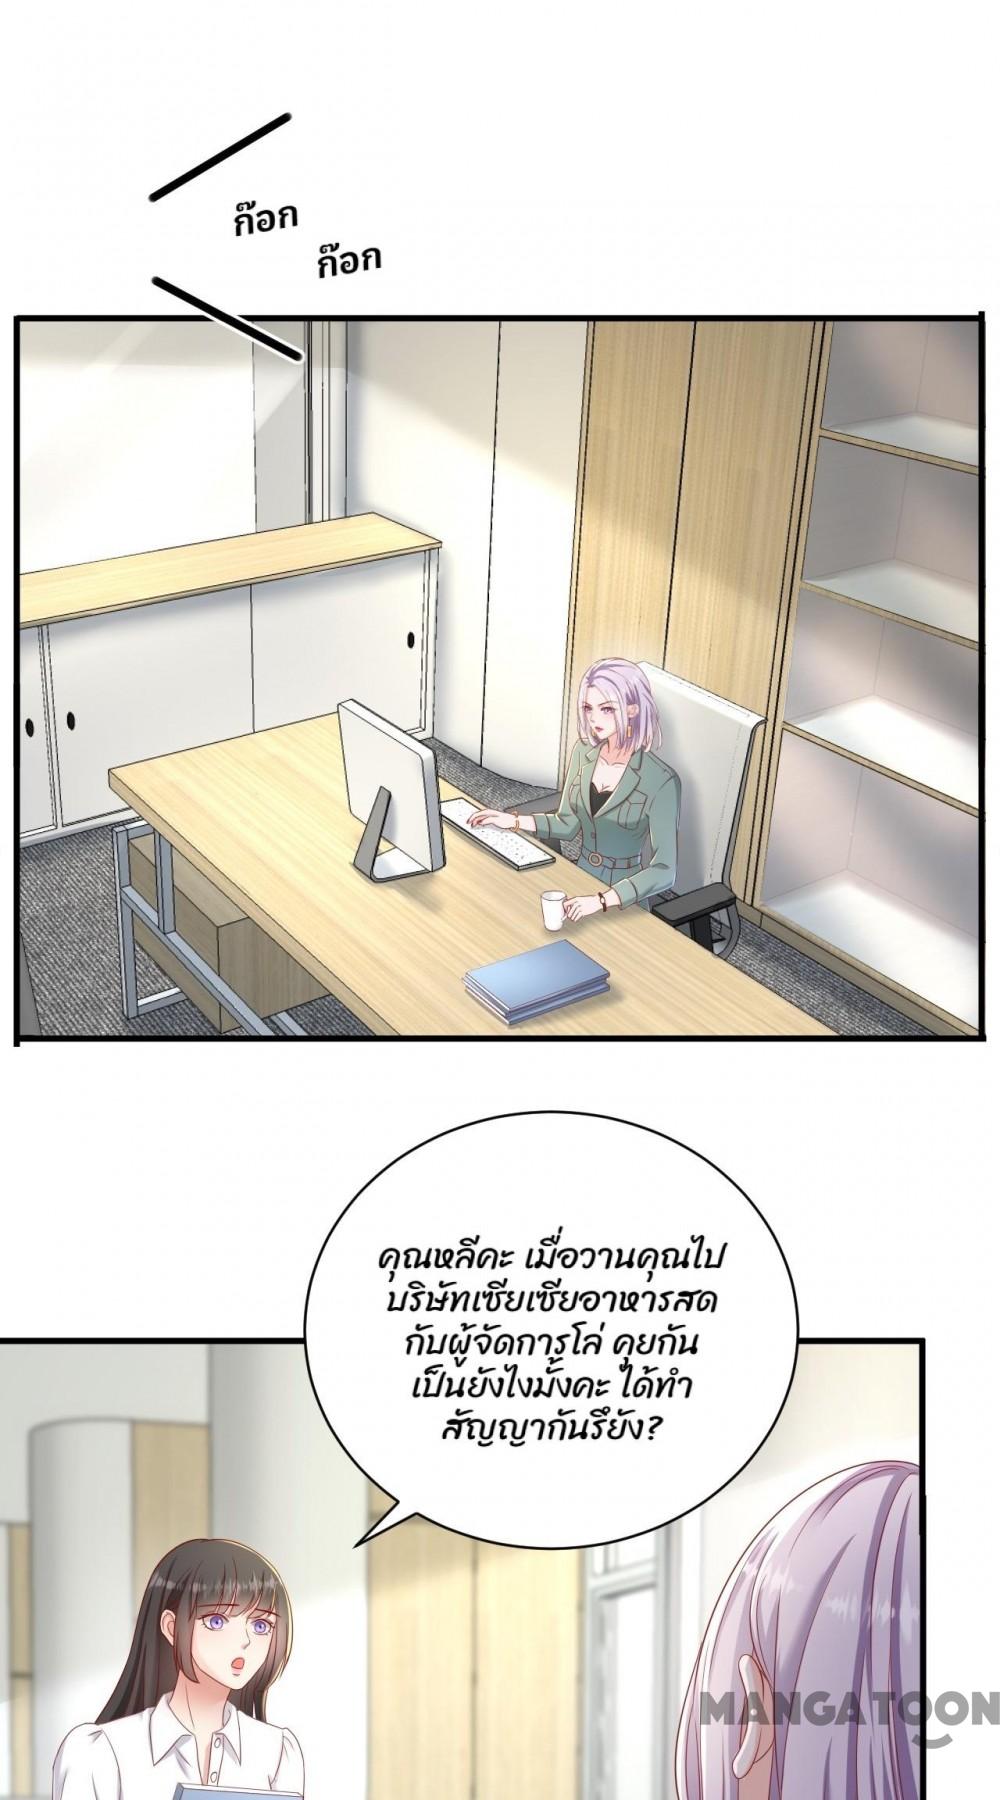 ก๊อก
ก๊อก
คุณหลีคะ เมื่อวานคุณไป
บริษัทเซียเซียอาหารสด
กับผู้จัดการโล่ คุยกัน
เป็นยังไงมั้งคะ ได้ทำ
สัญญากันรึยัง?
MANGATOON